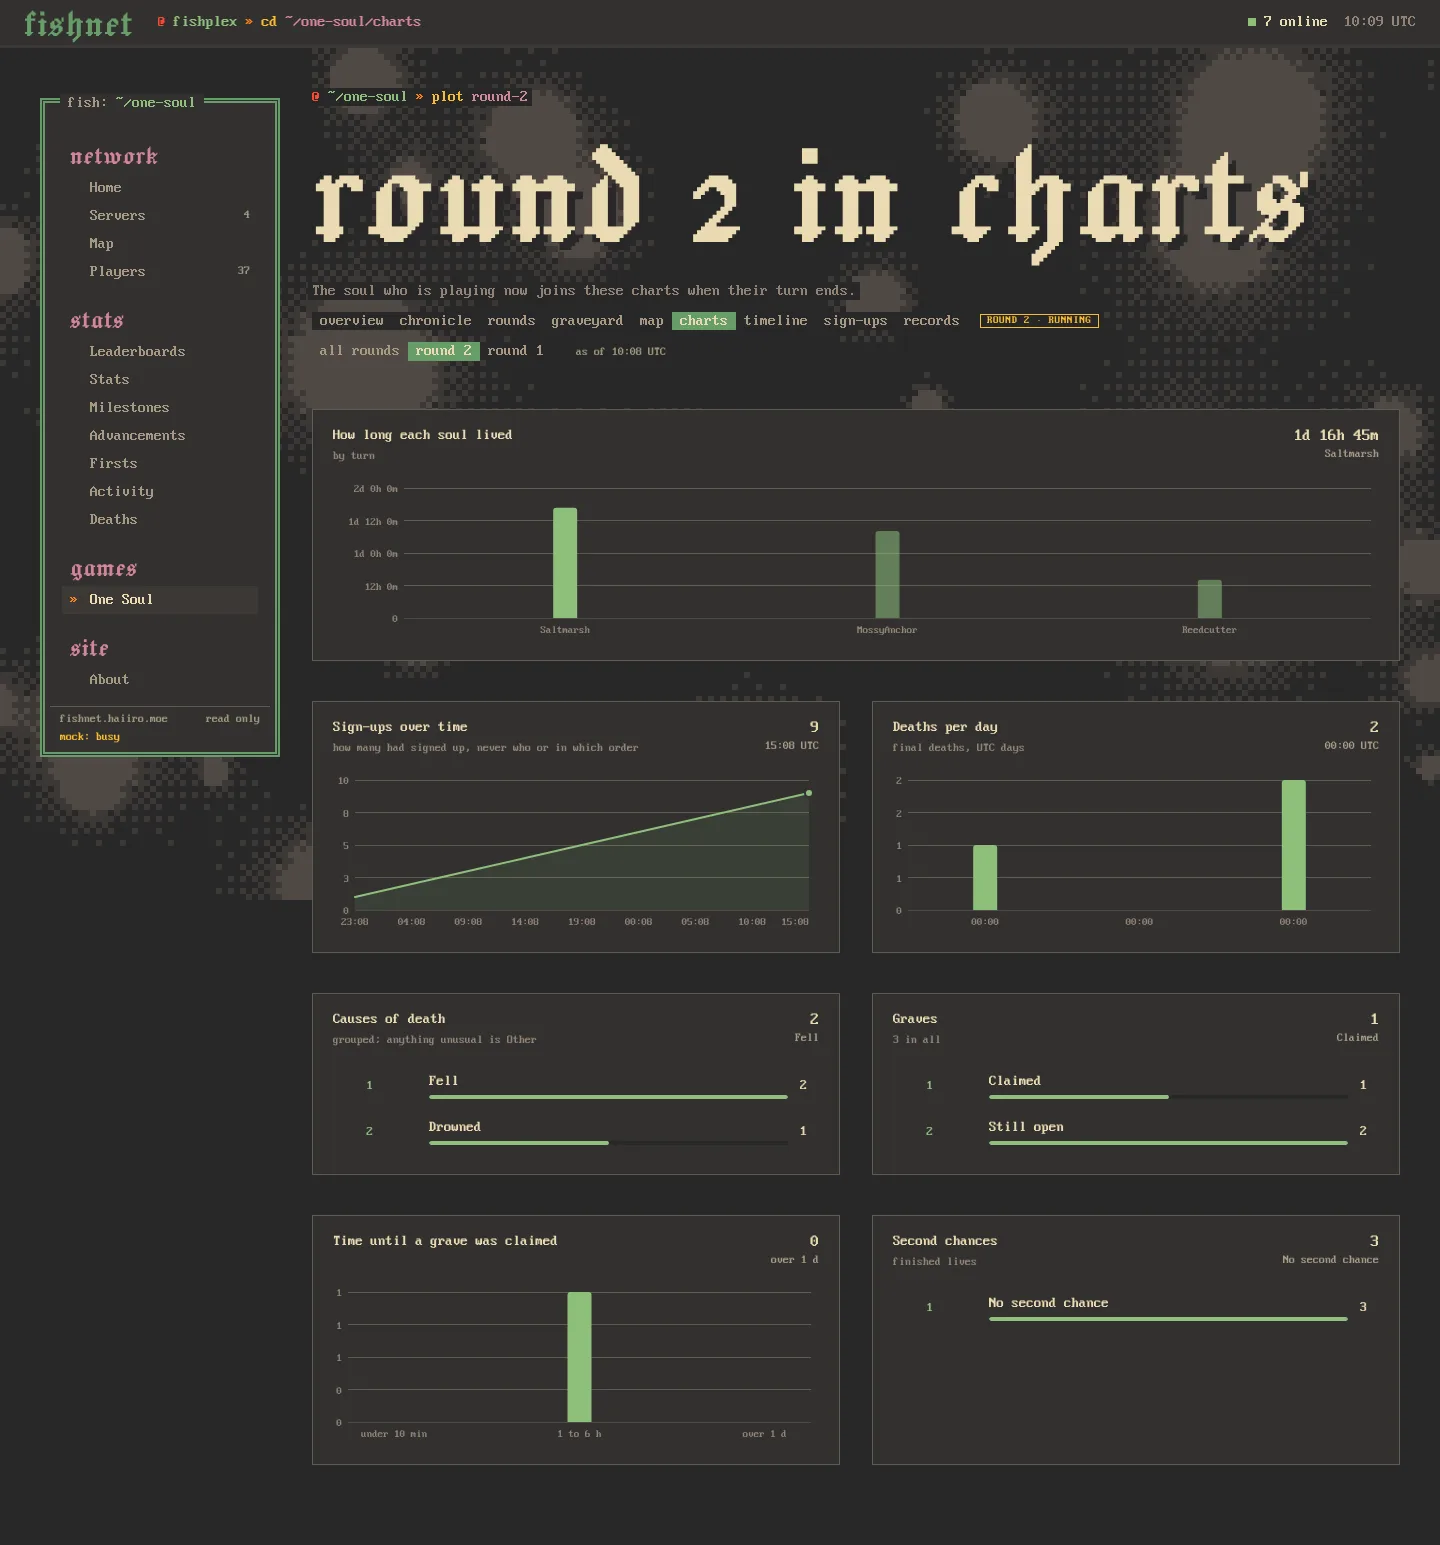 fishnet
@ fishplex » cd ~/one-soul/charts
7 online 10:09 UTC
fish: ~/one-soul
network
Home
Servers 4
Map
Players 37
stats
Leaderboards
Stats
Milestones
Advancements
Firsts
Activity
Deaths
games
» One Soul
site
About
fishnet.haiiro.moe read only
mock: busy
@ ~/one-soul » plot round-2
round 2 in charts
The soul who is playing now joins these charts when their turn ends.
overview chronicle rounds graveyard map charts timeline sign-ups records ROUND 2 · RUNNING
all rounds round 2 round 1 as of 10:08 UTC
How long each soul lived 1d 16h 45m
by turn Saltmarsh
2d 0h 0m
1d 12h 0m
1d 0h 0m
12h 0m
0
Saltmarsh MossyAnchor Reedcutter
Sign-ups over time 9
how many had signed up, never who or in which order 15:08 UTC
10
8
5
3
0
23:08 04:08 09:08 14:08 19:08 00:08 05:08 10:08 15:08
Deaths per day 2
final deaths, UTC days 00:00 UTC
2
2
1
1
0
00:00 00:00 00:00
Causes of death 2
grouped; anything unusual is Other Fell
1 Fell 2
2 Drowned 1
Graves 1
3 in all Claimed
1 Claimed 1
2 Still open 2
Time until a grave was claimed 0
over 1 d
1
1
1
0
0
under 10 min 1 to 6 h over 1 d
Second chances 3
finished lives No second chance
1 No second chance 3